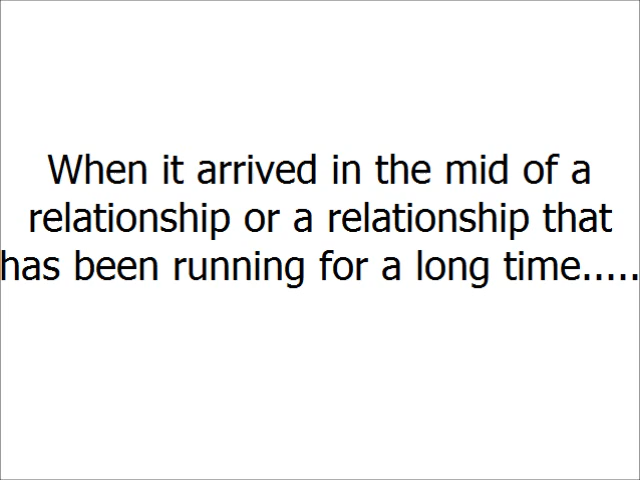 When it arrived in the mid of a
relationship or a relationship that
has been running for a long time.....